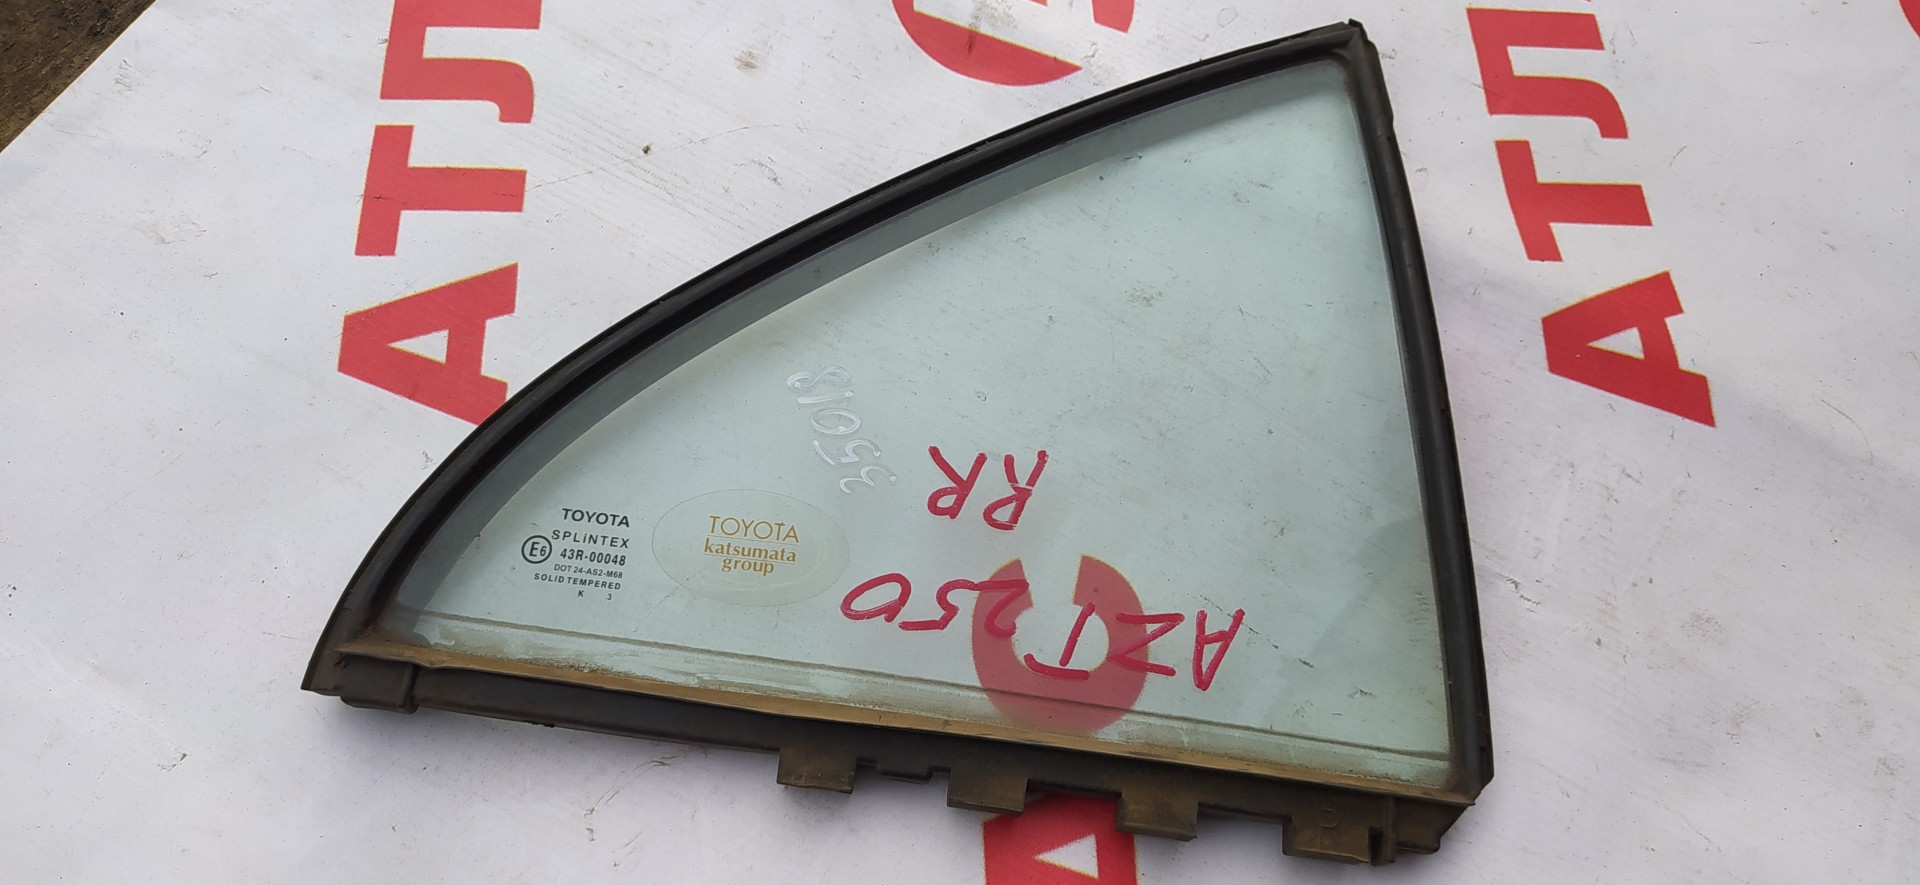 АТЛ
АТЛ
TOYOTA
SPLiNTEX
E6 43R-00048
DOT 24-AS2-M68
SOLID TEMPERED
K 3
TOYOTA
katsumata
group
35018
RR
AZT250
R